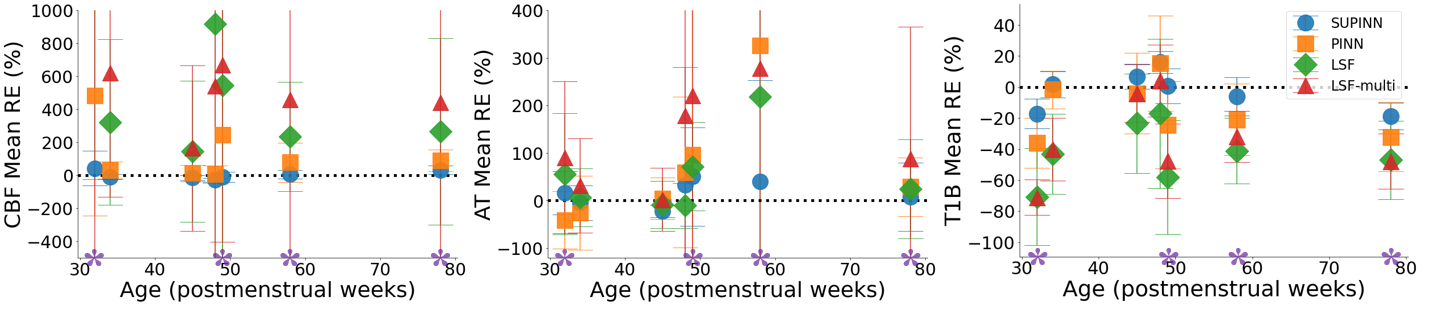 CBF Mean RE (%)
1000
800
600
400
200
0
−200
−400
30 40 50 60 70 80
Age (postmenstrual weeks)
AT Mean RE (%)
400
300
200
100
0
−100
30 40 50 60 70 80
Age (postmenstrual weeks)
T1B Mean RE (%)
40
20
0
−20
−40
−60
−80
−100
30 40 50 60 70 80
Age (postmenstrual weeks)
SUPINN
PINN
LSF
LSF-multi